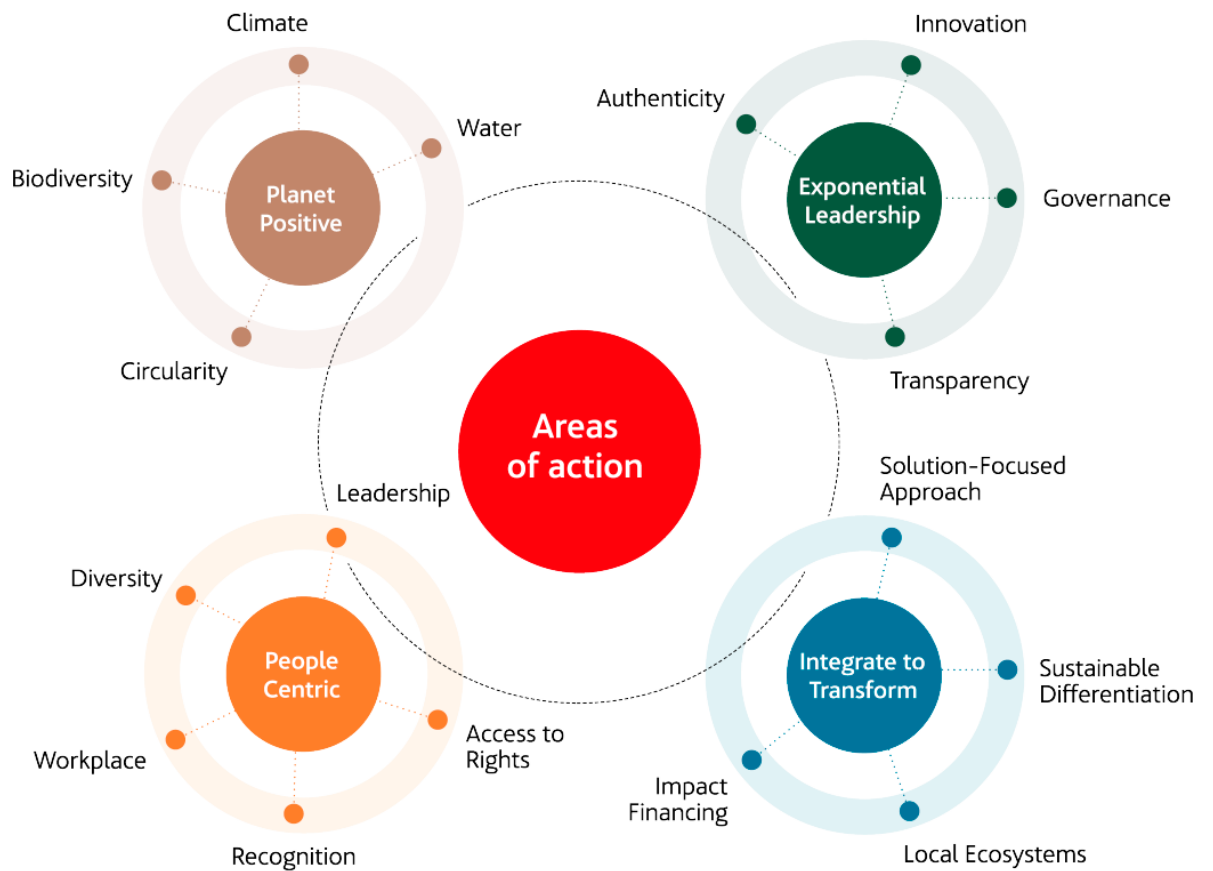 Climate
Water
Biodiversity
Planet
Positive
Circularity
Innovation
Authenticity
Exponential
Leadership
Governance
Transparency
Areas
of action
Leadership
Diversity
People
Centric
Workplace
Access to
Rights
Recognition
Solution-Focused
Approach
Integrate to
Transform
Sustainable
Differentiation
Impact
Financing
Local Ecosystems